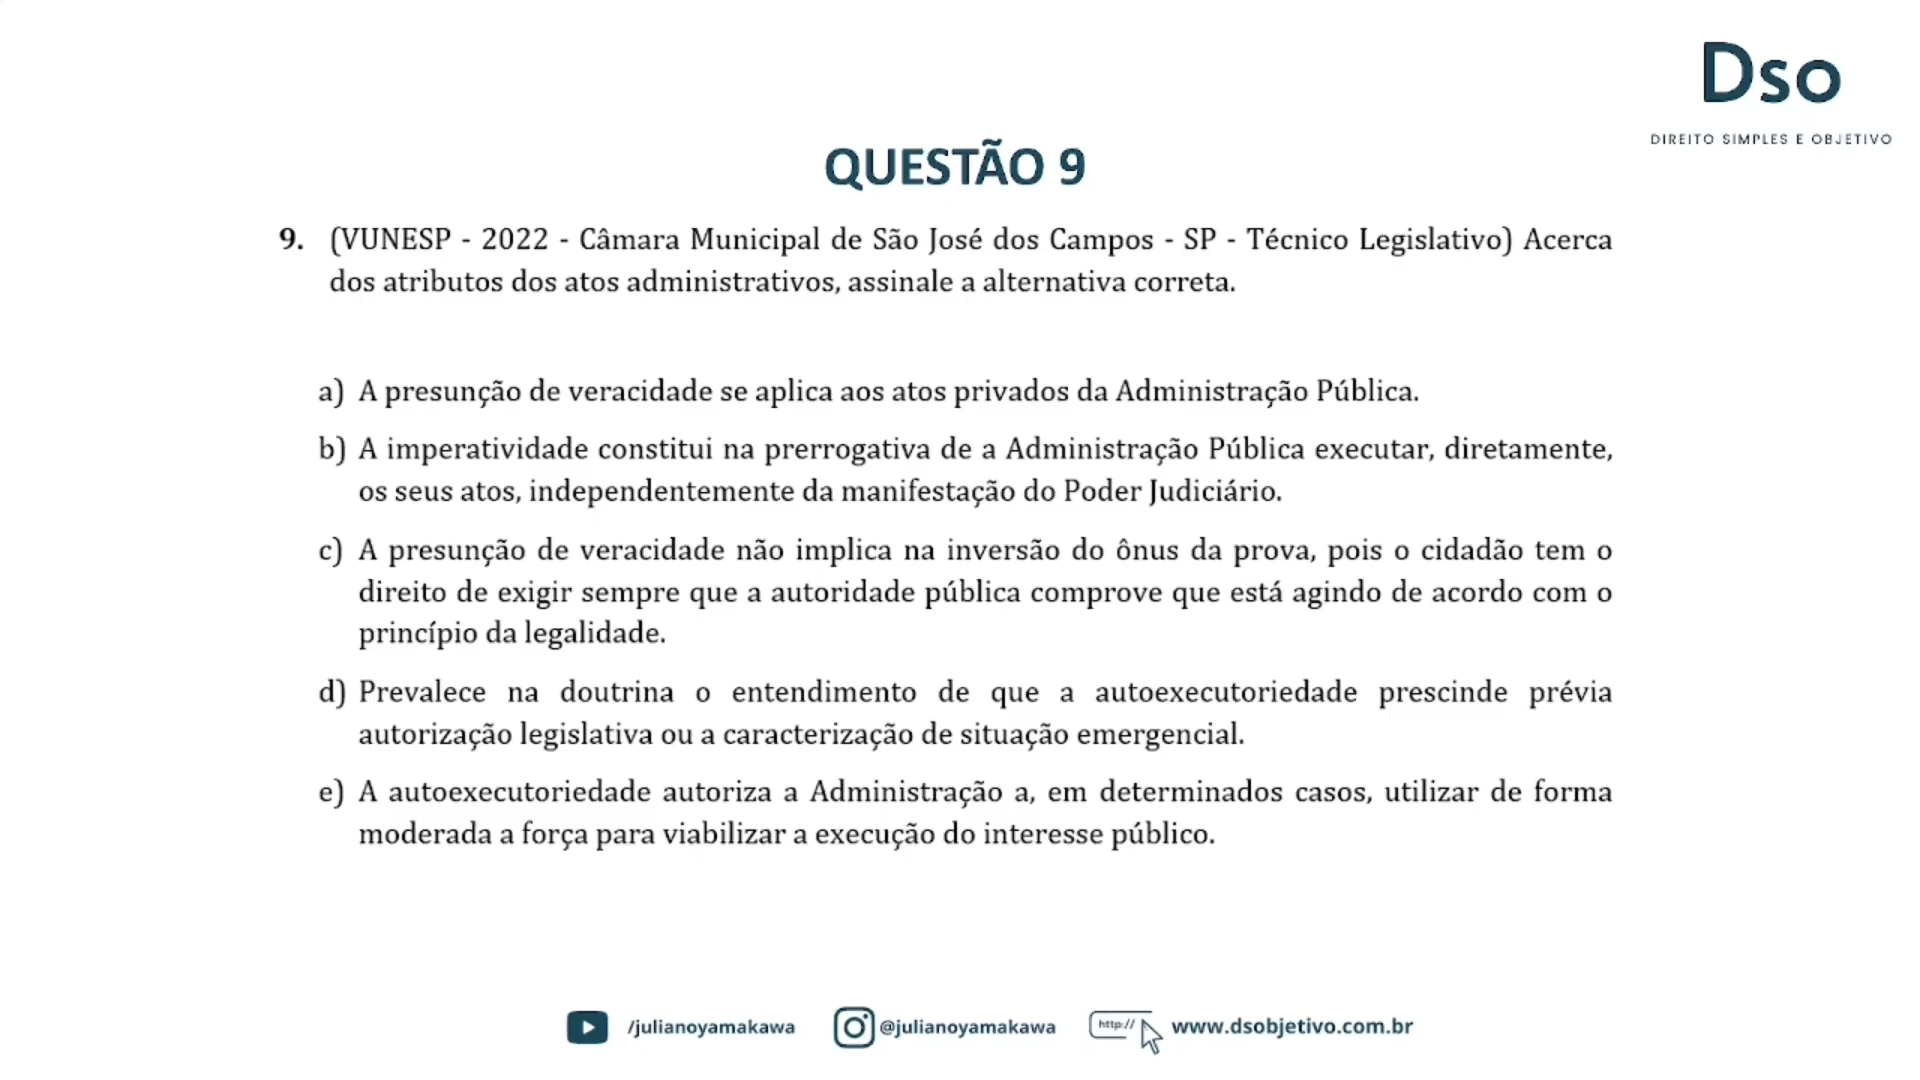 Dso
DIREITO SIMPLES E OBJETIVO
QUESTÃO 9
9. (VUNESP - 2022 - Câmara Municipal de São José dos Campos - SP - Técnico Legislativo) Acerca
dos atributos dos atos administrativos, assinale a alternativa correta.
a) A presunção de veracidade se aplica aos atos privados da Administração Pública.
b) A imperatividade constitui na prerrogativa de a Administração Pública executar, diretamente,
os seus atos, independentemente da manifestação do Poder Judiciário.
c) A presunção de veracidade não implica na inversão do ônus da prova, pois o cidadão tem o
direito de exigir sempre que a autoridade pública comprove que está agindo de acordo com o
princípio da legalidade.
d) Prevalece na doutrina o entendimento de que a autoexecutoriedade prescinde prévia
autorização legislativa ou a caracterização de situação emergencial.
e) A autoexecutoriedade autoriza a Administração a, em determinados casos, utilizar de forma
moderada a força para viabilizar a execução do interesse público.
/julianoyamakawa @julianoyamakawa http:// www.dsobjetivo.com.br